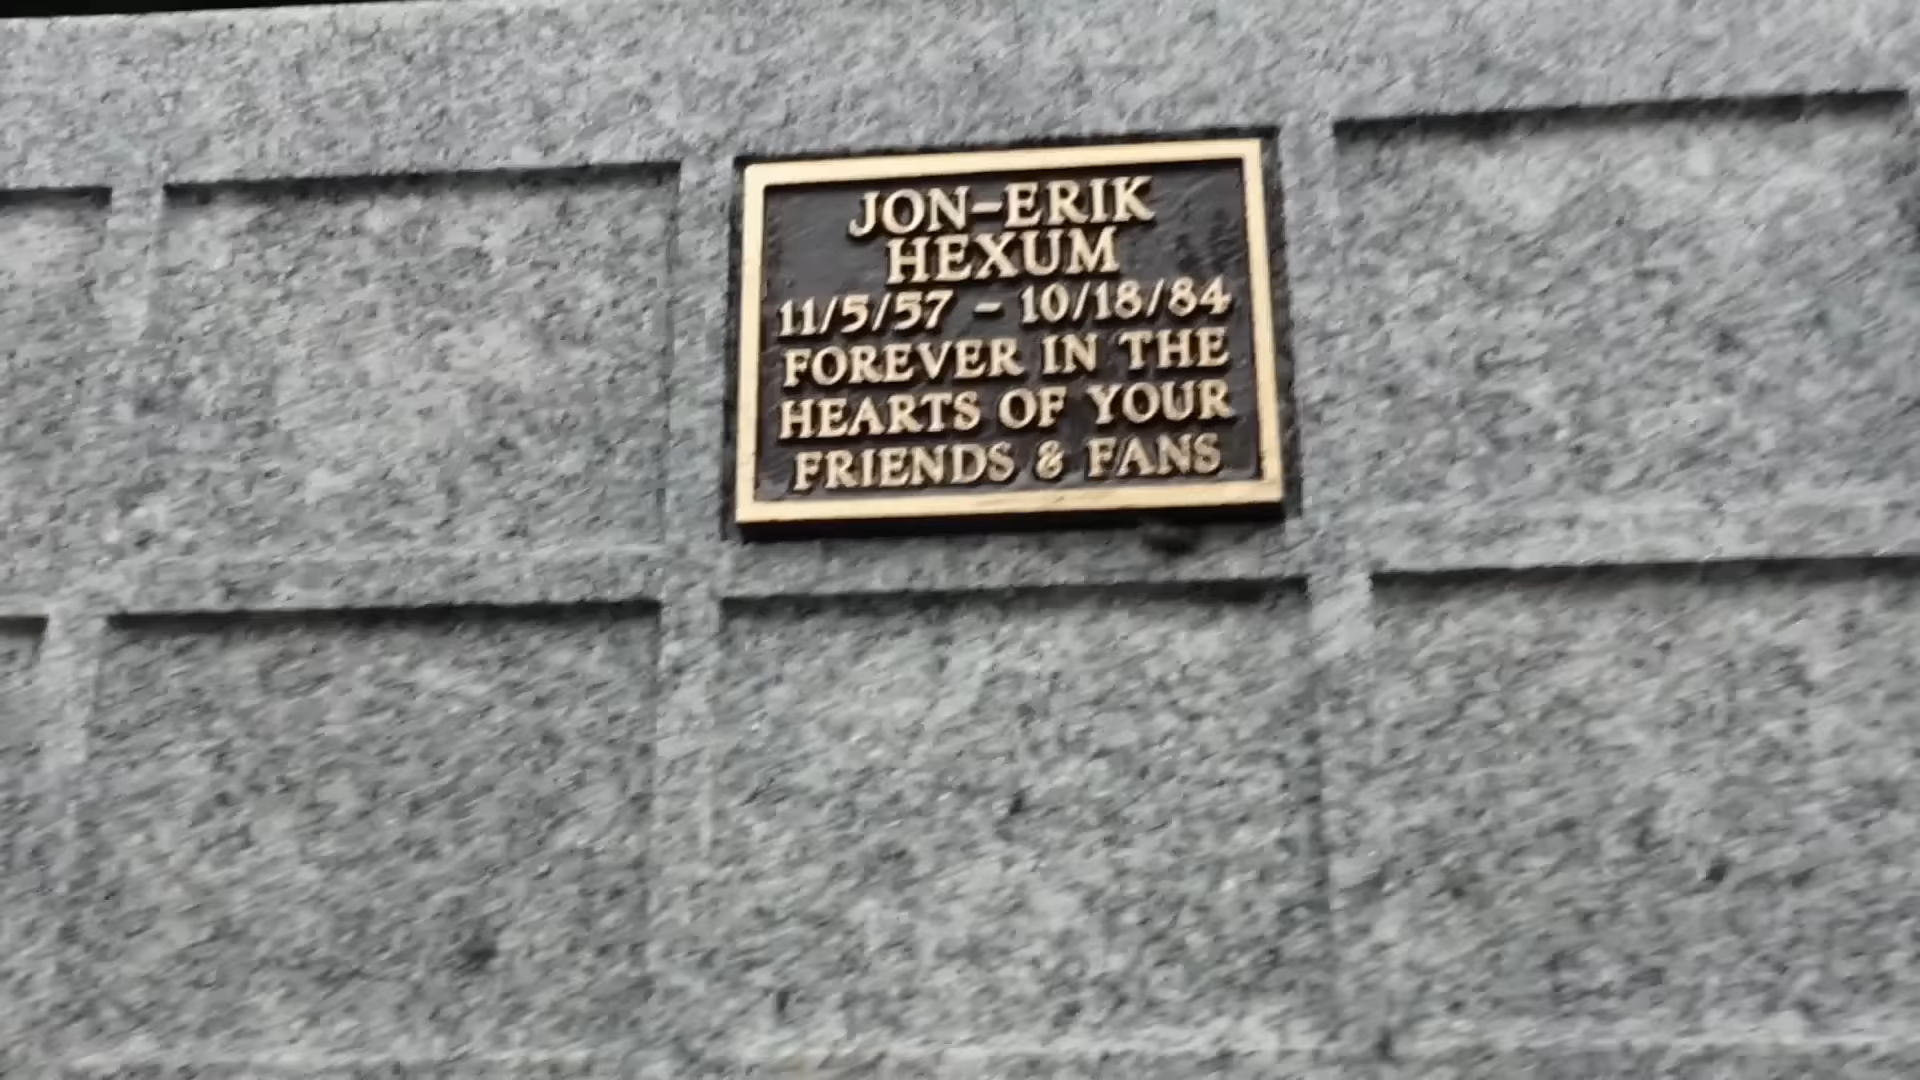 JON-ERIK
HEXUM
11/5/57 - 10/18/84
FOREVER IN THE
HEARTS OF YOUR
FRIENDS & FANS